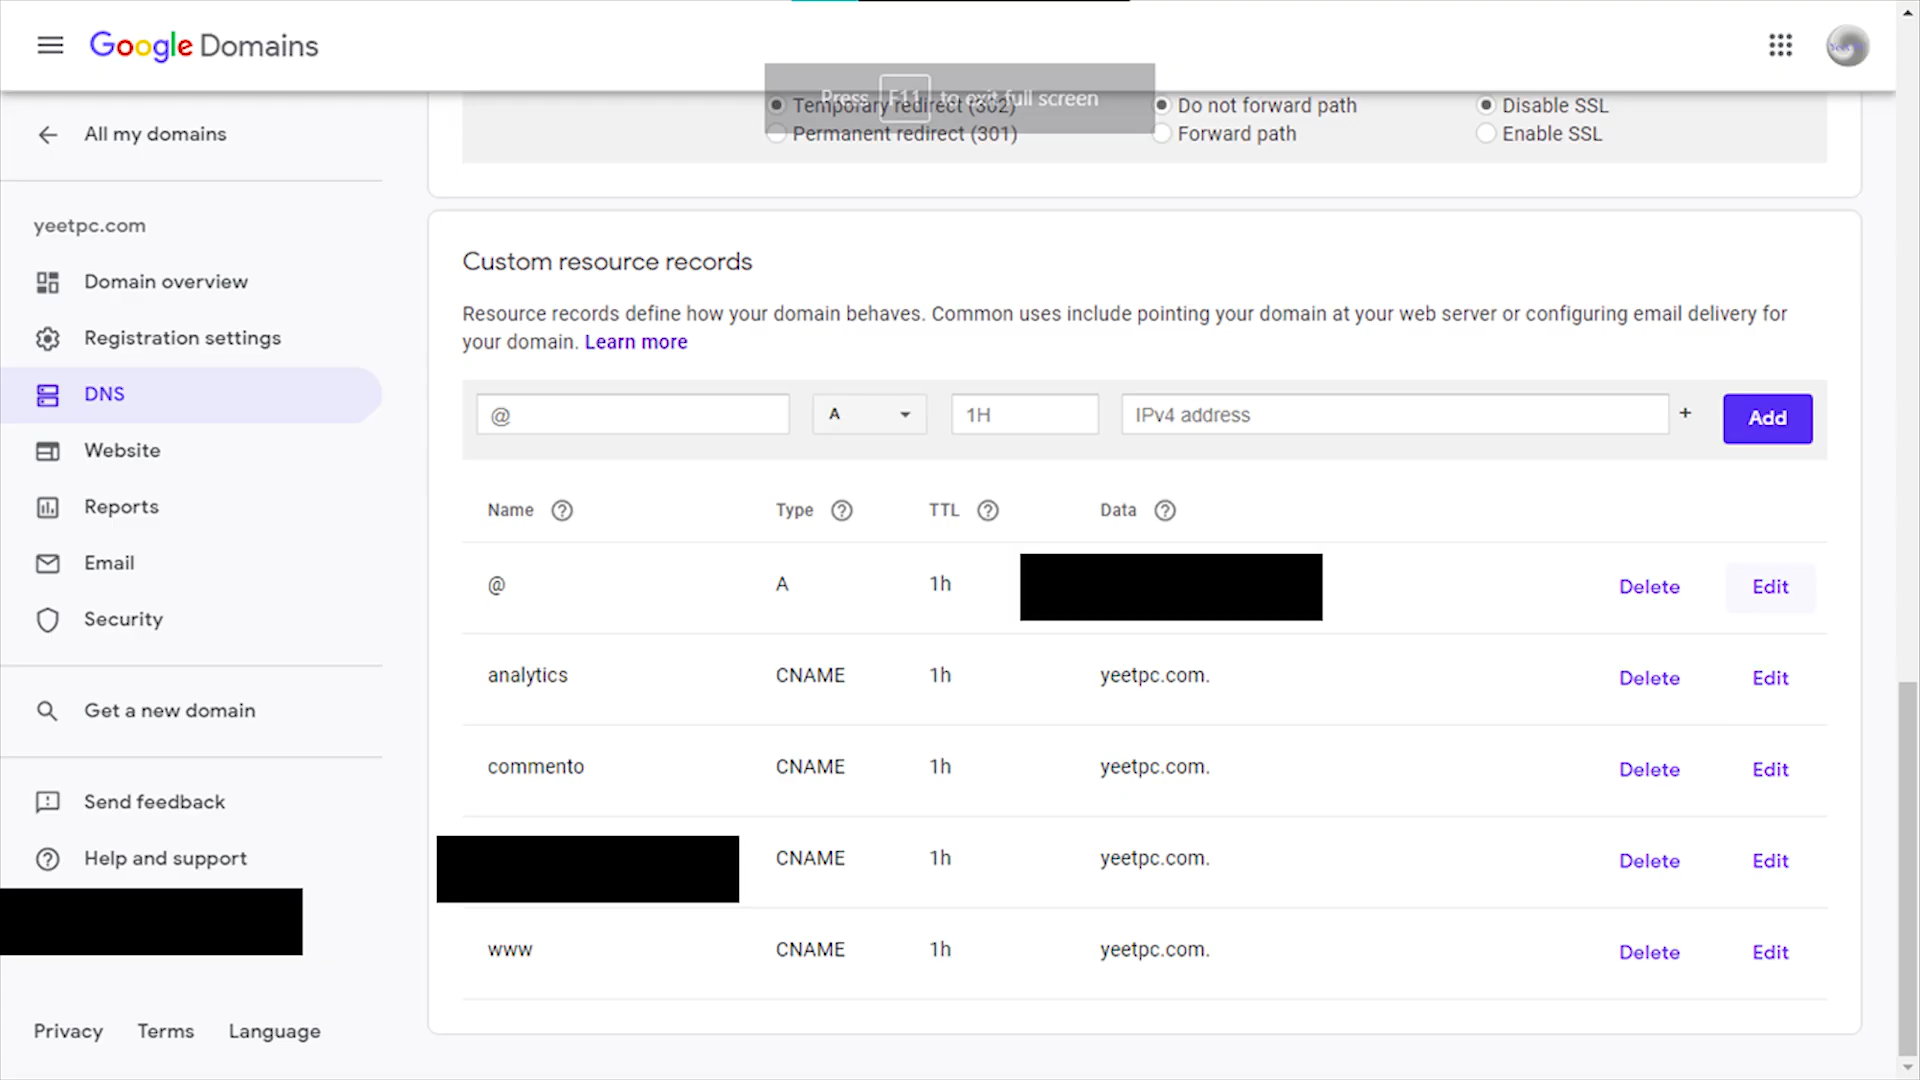 Google Domains
Press F11 to exit full screen
Temporary redirect (302)
Do not forward path
Disable SSL
Permanent redirect (301)
Forward path
Enable SSL
All my domains
yeetpc.com
Domain overview
Registration settings
DNS
Website
Reports
Email
Security
Get a new domain
Send feedback
Help and support
Privacy Terms Language
Custom resource records
Resource records define how your domain behaves. Common uses include pointing your domain at your web server or configuring email delivery for
your domain. Learn more
@ A 1H IPv4 address + Add
Name Type TTL Data
@ A 1h Delete Edit
analytics CNAME 1h yeetpc.com. Delete Edit
commento CNAME 1h yeetpc.com. Delete Edit
CNAME 1h yeetpc.com. Delete Edit
www CNAME 1h yeetpc.com. Delete Edit